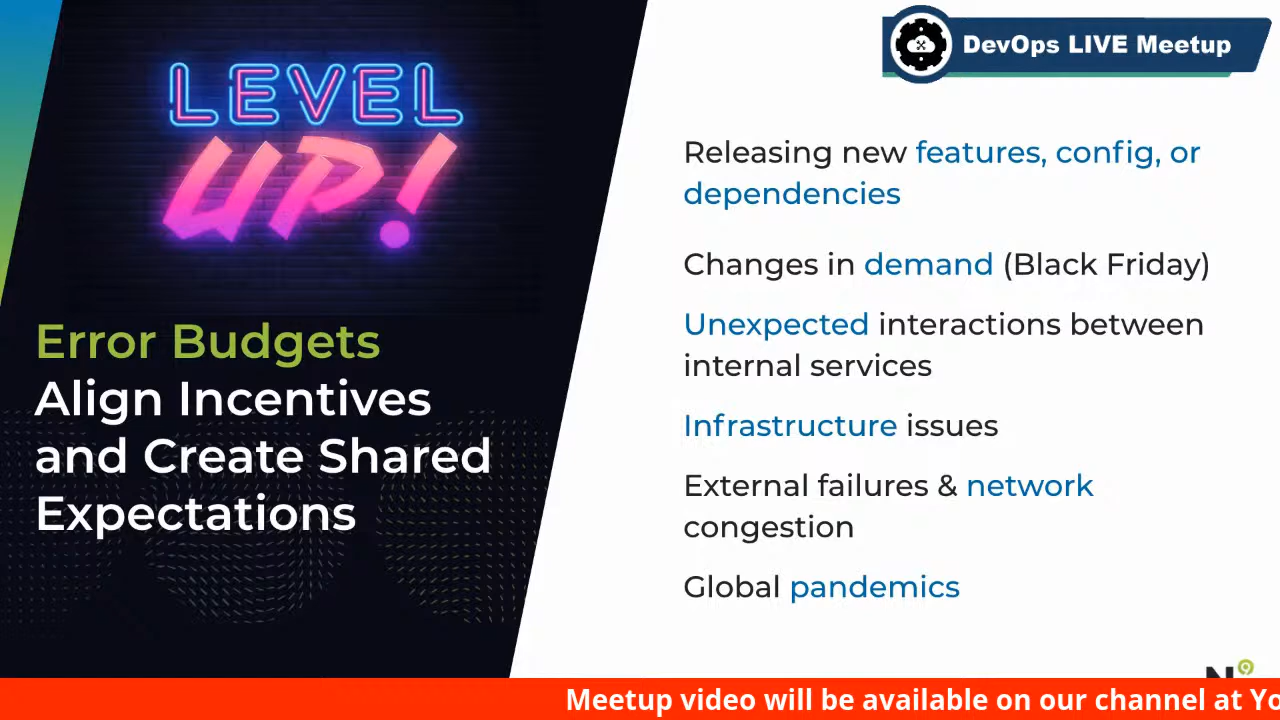 LEVEL
UP!
Error Budgets
Align Incentives
and Create Shared
Expectations
DevOps LIVE Meetup
Releasing new features, config, or
dependencies
Changes in demand (Black Friday)
Unexpected interactions between
internal services
Infrastructure issues
External failures & network
congestion
Global pandemics
Meetup video will be available on our channel at Yo